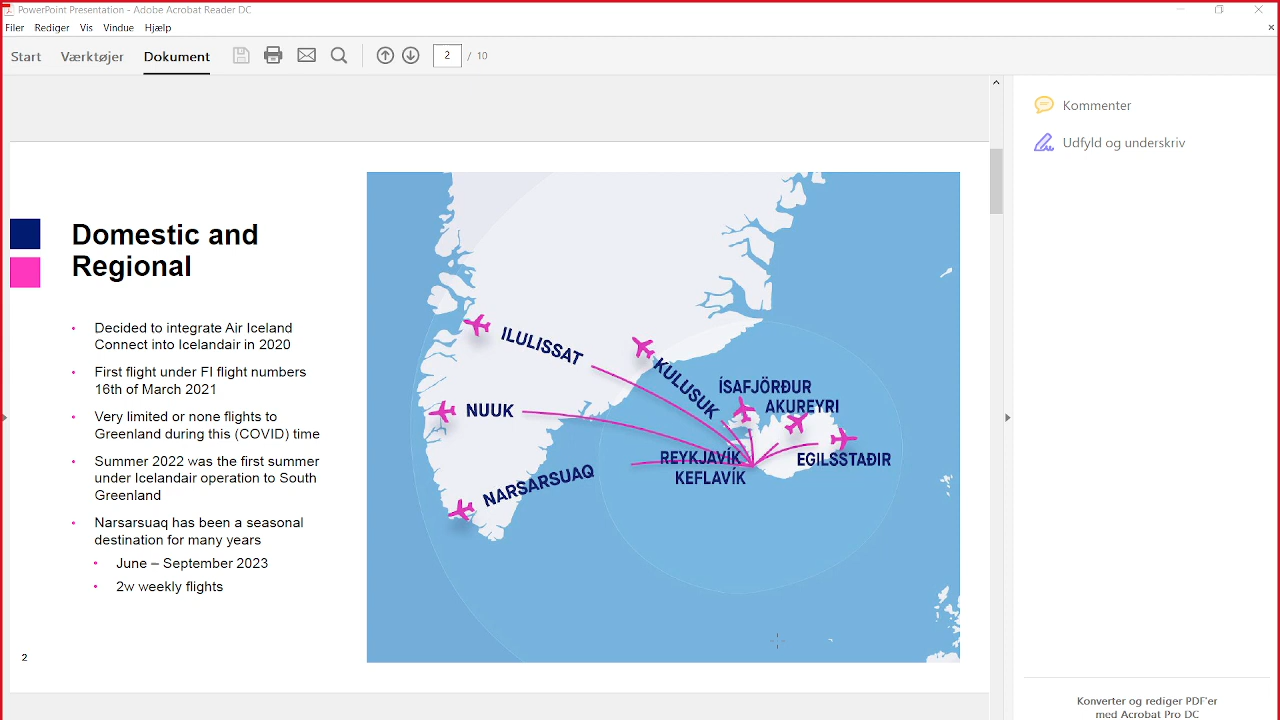 PowerPoint Presentation - Adobe Acrobat Reader DC
Filer Rediger Vis Vindue Hjælp
Start Værktøjer Dokument 2 / 10
Kommenter
Udfyld og underskriv
Domestic and
Regional
• Decided to integrate Air Iceland
Connect into Icelandair in 2020
• First flight under FI flight numbers
16th of March 2021
• Very limited or none flights to
Greenland during this (COVID) time
• Summer 2022 was the first summer
under Icelandair operation to South
Greenland
• Narsarsuaq has been a seasonal
destination for many years
• June – September 2023
• 2w weekly flights
2
ILULISSAT
KULUSUK
NUUK
NARSARSUAQ
ÍSAFJÖRÐUR
AKUREYRI
REYKJAVÍK
KEFLAVÍK
EGILSSTAÐIR
Konverter og rediger PDF'er
med Acrobat Pro DC